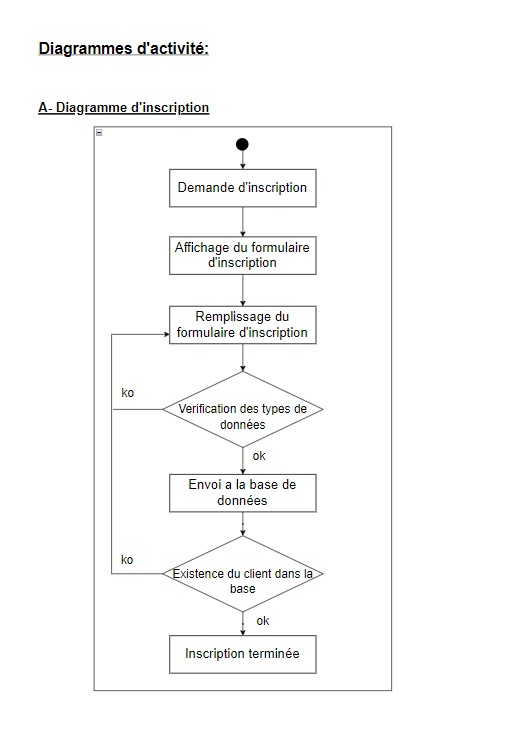 Diagrammes d'activité:
A- Diagramme d'inscription
Demande d'inscription
Affichage du formulaire
d'inscription
Remplissage du
formulaire d'inscription
ko
Verification des types de
données
ok
Envoi a la base de
données
ko
Existence du client dans la
base
ok
Inscription terminée